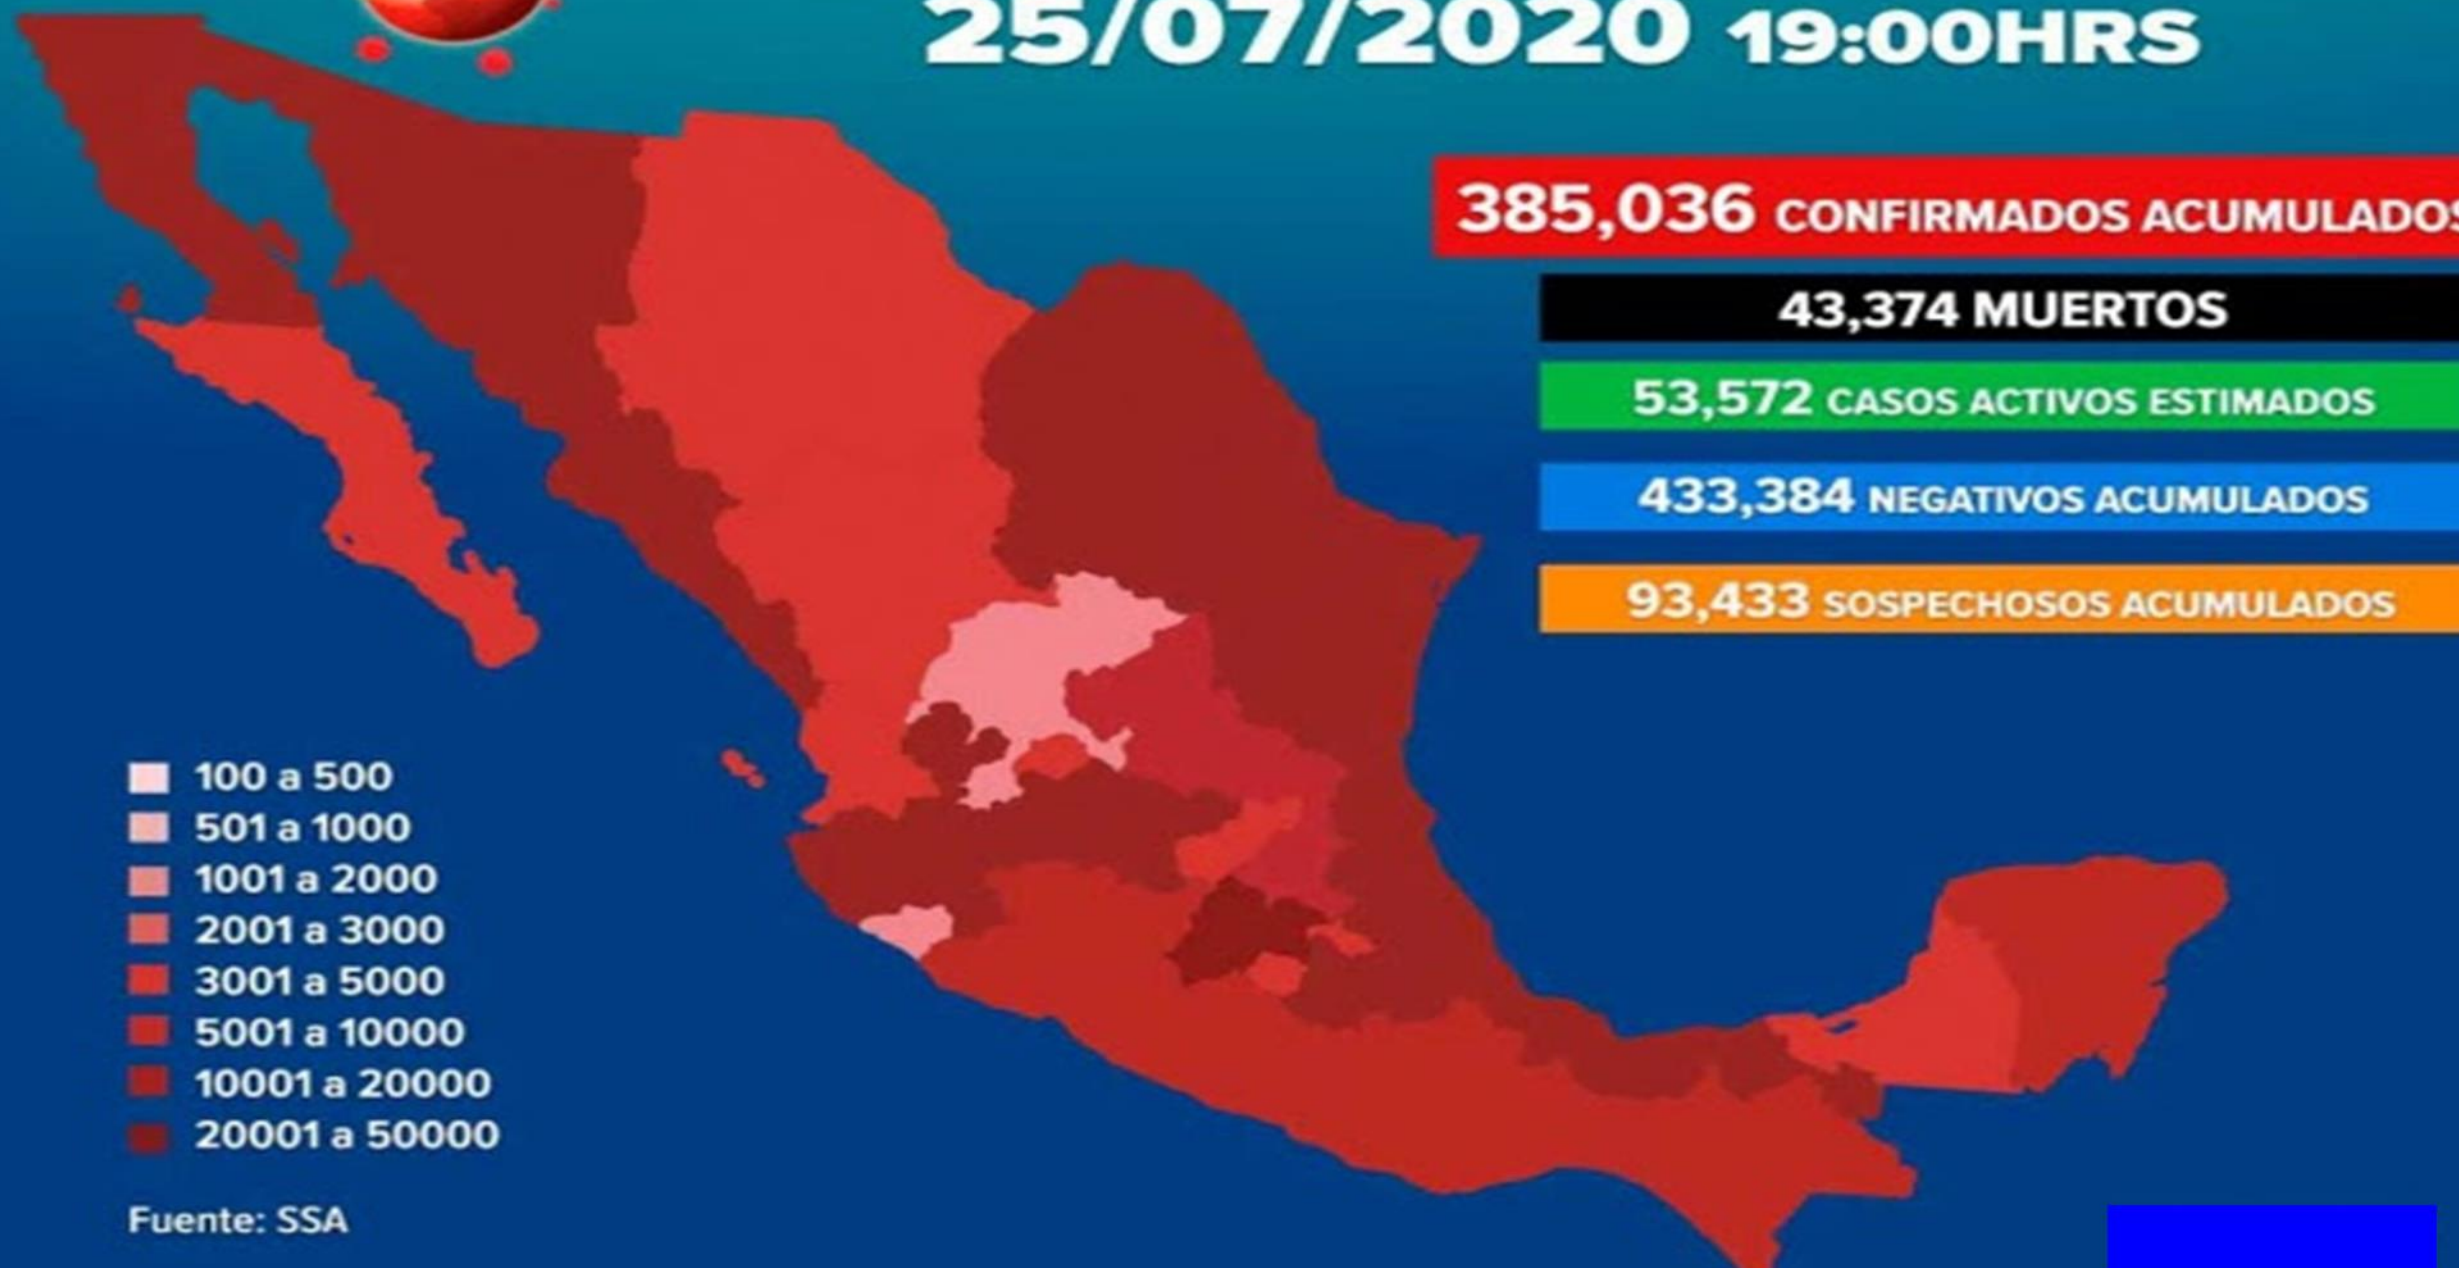 25/07/2020 19:00HRS
385,036 CONFIRMADOS ACUMULADOS
43,374 MUERTOS
53,572 CASOS ACTIVOS ESTIMADOS
433,384 NEGATIVOS ACUMULADOS
93,433 SOSPECHOSOS ACUMULADOS
100 a 500
501 a 1000
1001 a 2000
2001 a 3000
3001 a 5000
5001 a 10000
10001 a 20000
20001 a 50000
Fuente: SSA